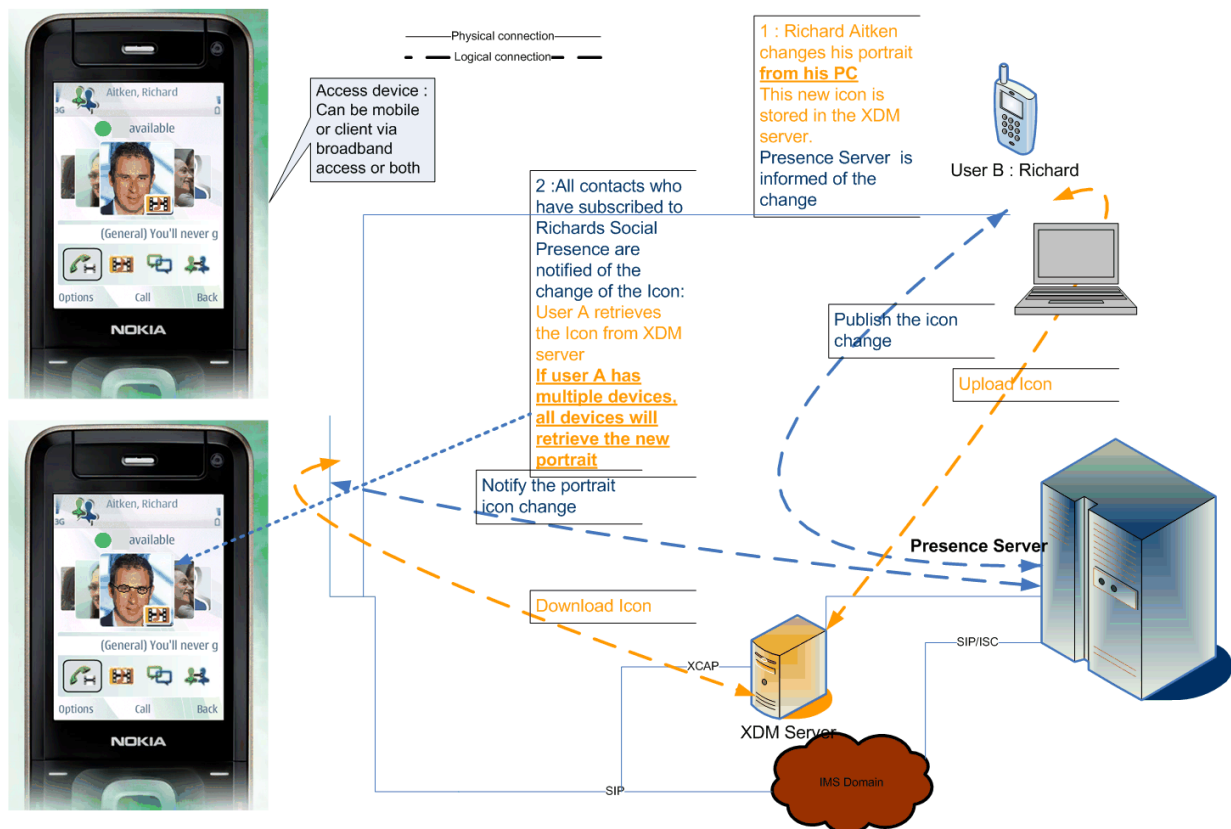 Aitken, Richard
3G
available
(General) You'll never g
Options Call Back
NOKIA
Access device :
Can be mobile
or client via
broadband
access or both
Physical connection
Logical connection
1 : Richard Aitken
changes his portrait
from his PC
This new icon is
stored in the XDM
server.
Presence Server is
informed of the
change
User B : Richard
2 :All contacts who
have subscribed to
Richards Social
Presence are
notified of the
change of the Icon:
User A retrieves
the Icon from XDM
server
If user A has
multiple devices,
all devices will
retrieve the new
portrait
Publish the icon
change
Upload Icon
Notify the portrait
icon change
Presence Server
Aitken, Richard
3G
available
(General) You'll never g
Options Call Back
NOKIA
Download Icon
XCAP
SIP/ISC
XDM Server
IMS Domain
SIP